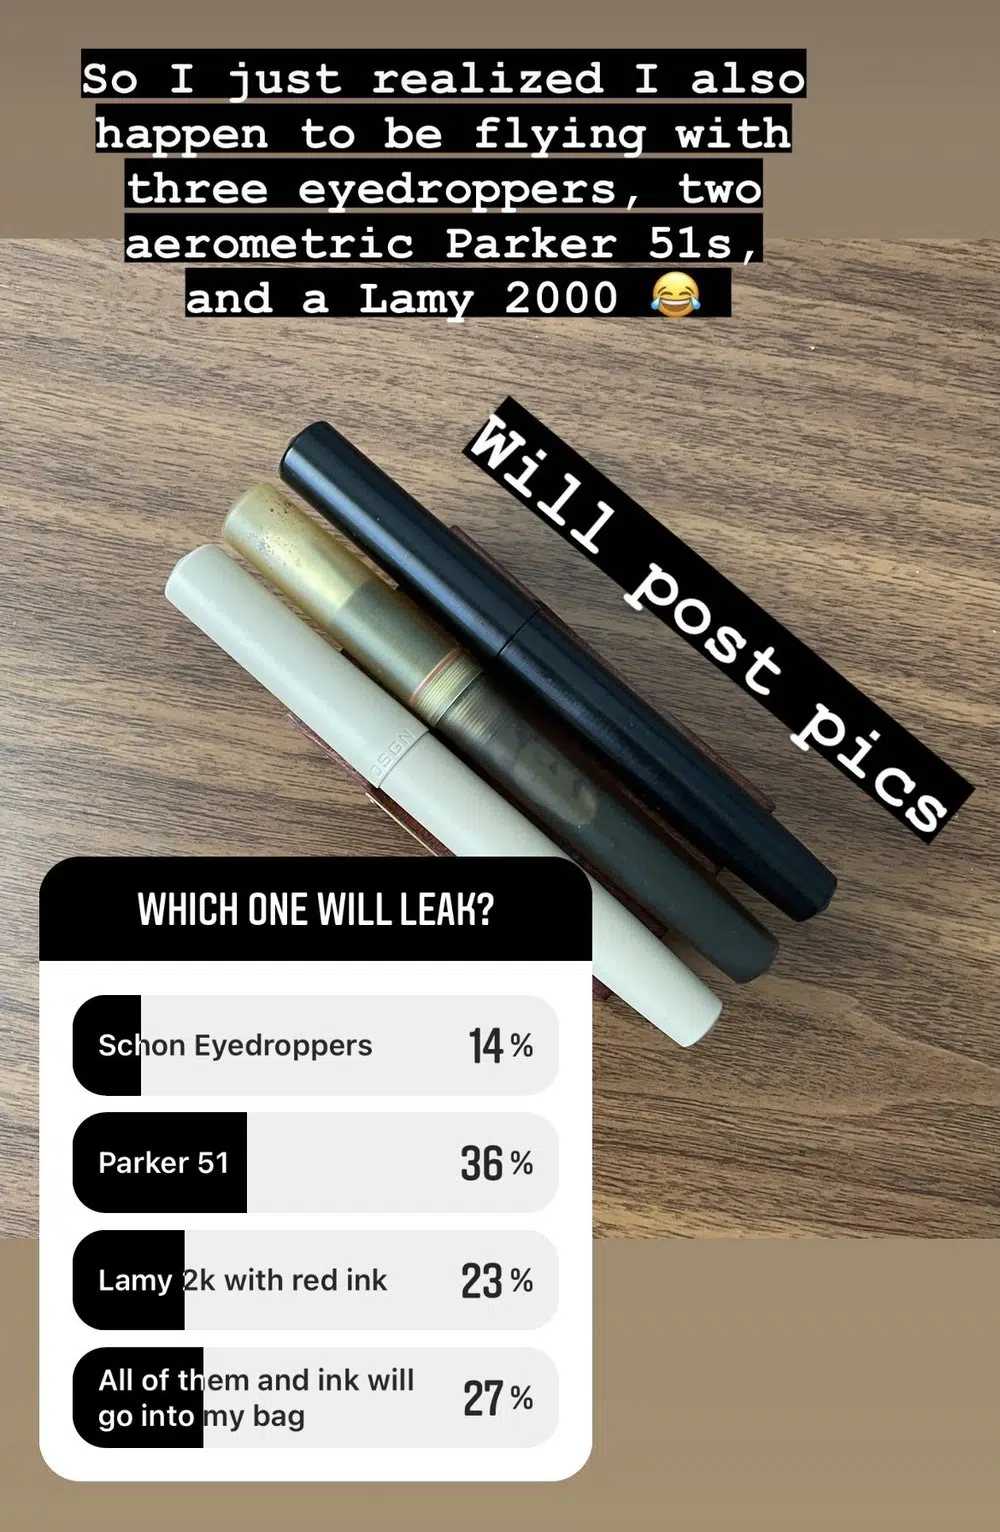 So I just realized I also
happen to be flying with
three eyedroppers, two
aerometric Parker 51s,
and a Lamy 2000 😂
Will post pics
JSGN
WHICH ONE WILL LEAK?
Schon Eyedroppers 14%
Parker 51 36%
Lamy 2k with red ink 23%
All of them and ink will
go into my bag 27%